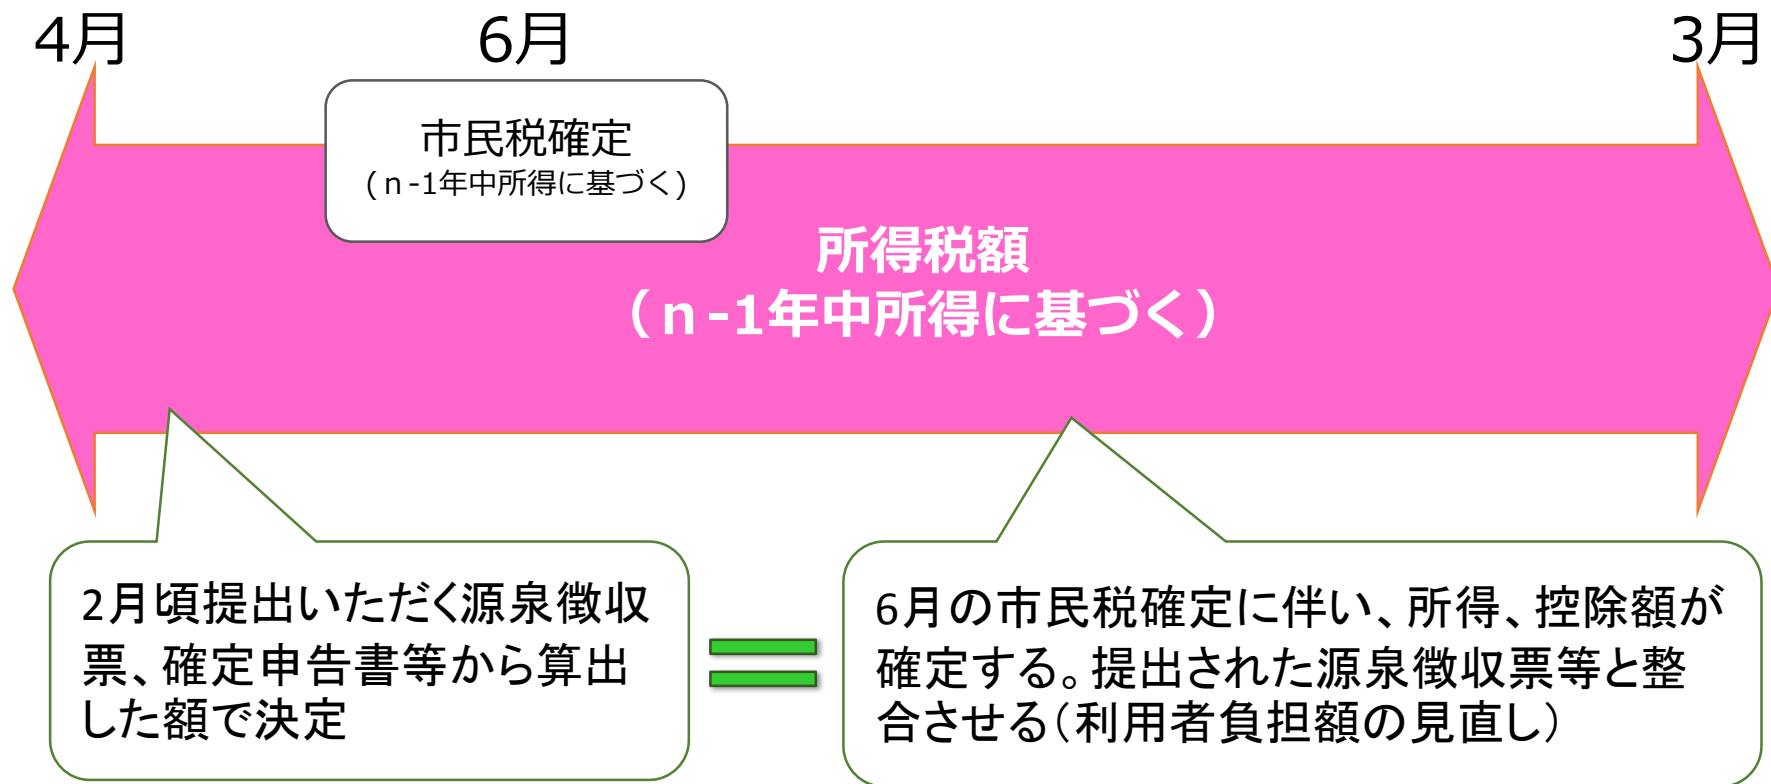 4月
6月
3月
市民税確定
(ｎ-1年中所得に基づく)
所得税額
（ｎ-1年中所得に基づく）
2月頃提出いただく源泉徴収
票、確定申告書等から算出
した額で決定
6月の市民税確定に伴い、所得、控除額が
確定する。提出された源泉徴収票等と整
合させる（利用者負担額の見直し）